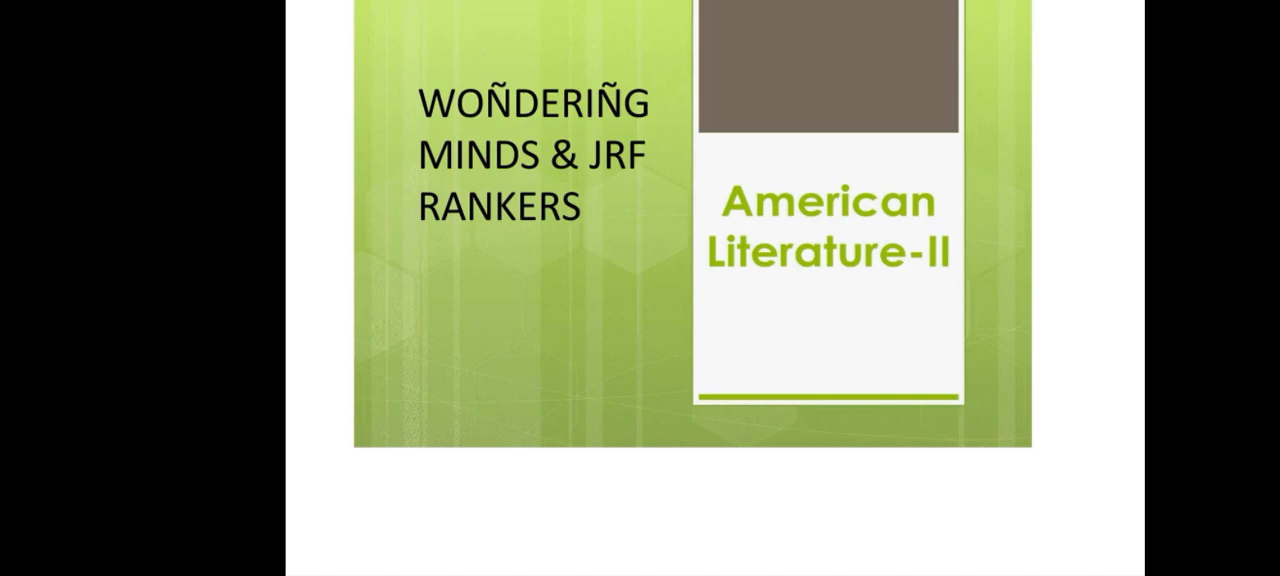 WOÑDERIÑG
MINDS & JRF
RANKERS
American
Literature-II